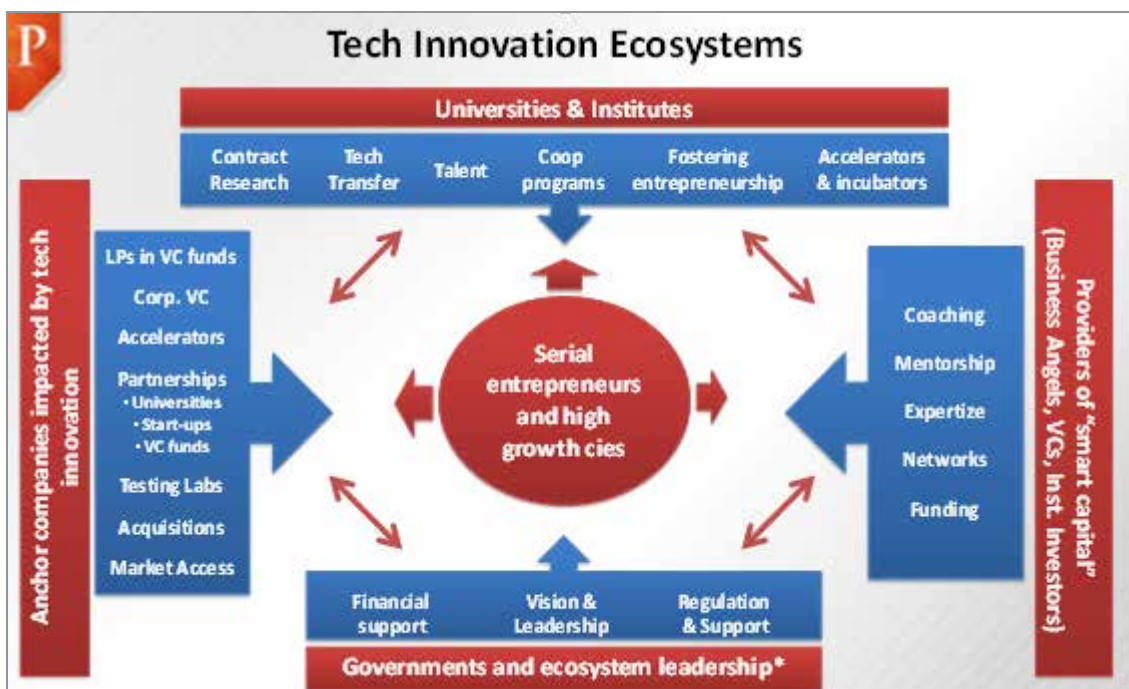 P
Tech Innovation Ecosystems
Universities & Institutes
Contract
Research
Tech
Transfer
Talent
Coop
programs
Fostering
entrepreneurship
Accelerators
& incubators
Anchor companies impacted by tech
innovation
LPs in VC funds
Corp. VC
Accelerators
Partnerships
• Universities
• Start-ups
• VC funds
Testing Labs
Acquisitions
Market Access
Serial
entrepreneurs
and high
growth cies
Coaching
Mentorship
Expertize
Networks
Funding
Providers of “smart capital”
(Business Angels, VCs, Inst. Investors)
Financial
support
Vision &
Leadership
Regulation
& Support
Governments and ecosystem leadership*